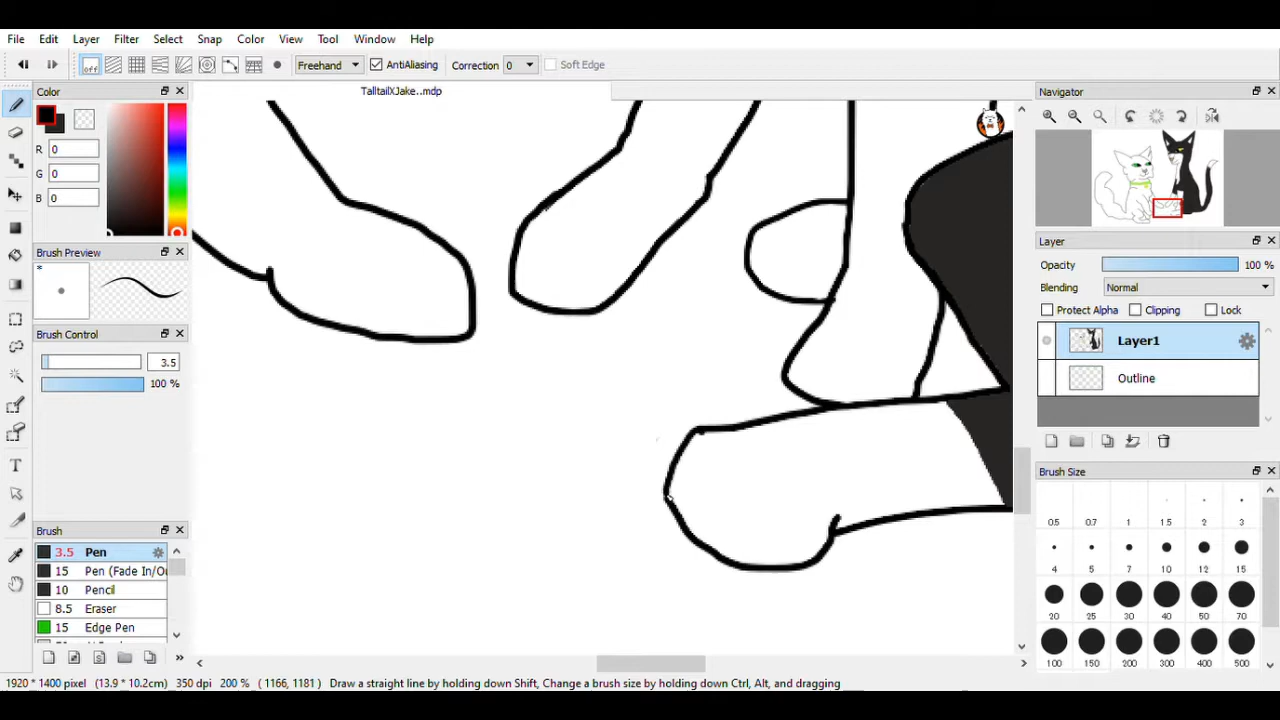 File Edit Layer Filter Select Snap Color View Tool Window Help
off Freehand AntiAliasing Correction 0 Soft Edge
Color
TalltailXJake..mdp
Navigator
R 0
G 0
B 0
Brush Preview
*
Brush Control
3.5
100 %
Layer
Opacity 100 %
Blending Normal
Protect Alpha Clipping Lock
Layer1
Outline
Brush Size
0.5 0.7 1 1.5 2 3
4 5 7 10 12 15
20 25 30 40 50 70
100 150 200 300 400 500
Brush
3.5 Pen
15 Pen (Fade In/Ou
10 Pencil
8.5 Eraser
15 Edge Pen
1920 * 1400 pixel (13.9 * 10.2cm) 350 dpi 200 % ( 1166, 1181 ) Draw a straight line by holding down Shift, Change a brush size by holding down Ctrl, Alt, and dragging